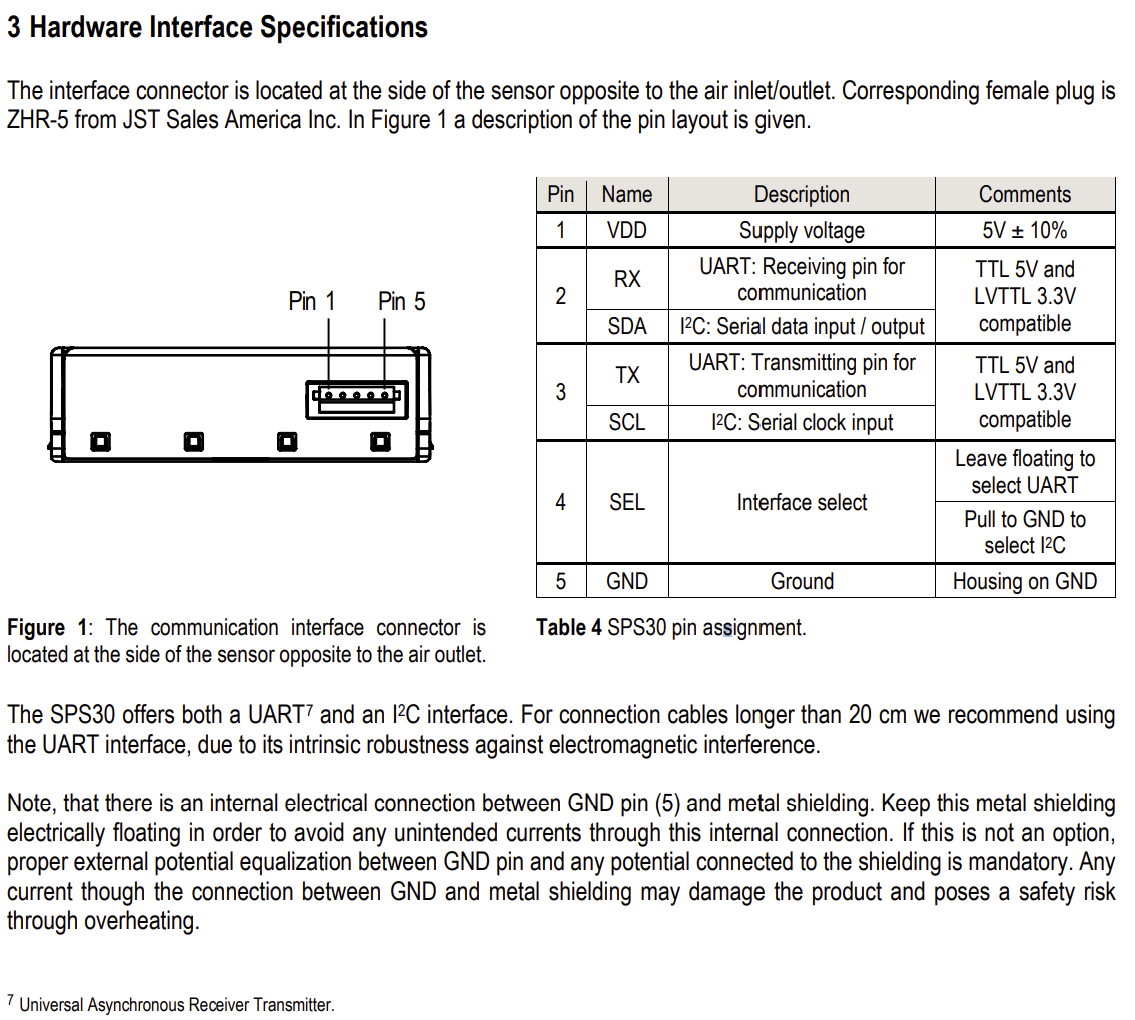 3 Hardware Interface Specifications
The interface connector is located at the side of the sensor opposite to the air inlet/outlet. Corresponding female plug is
ZHR-5 from JST Sales America Inc. In Figure 1 a description of the pin layout is given.
Pin 1 Pin 5
Pin Name Description Comments
1 VDD Supply voltage 5V ± 10%
2
RX
UART: Receiving pin for
communication
SDA I²C: Serial data input / output
TTL 5V and
LVTTL 3.3V
compatible
3
TX
UART: Transmitting pin for
communication
SCL I²C: Serial clock input
TTL 5V and
LVTTL 3.3V
compatible
4 SEL Interface select
Leave floating to
select UART
Pull to GND to
select I²C
5 GND Ground Housing on GND
Figure 1: The communication interface connector is
located at the side of the sensor opposite to the air outlet.
Table 4 SPS30 pin assignment.
The SPS30 offers both a UART⁷ and an I²C interface. For connection cables longer than 20 cm we recommend using
the UART interface, due to its intrinsic robustness against electromagnetic interference.
Note, that there is an internal electrical connection between GND pin (5) and metal shielding. Keep this metal shielding
electrically floating in order to avoid any unintended currents through this internal connection. If this is not an option,
proper external potential equalization between GND pin and any potential connected to the shielding is mandatory. Any
current though the connection between GND and metal shielding may damage the product and poses a safety risk
through overheating.
⁷ Universal Asynchronous Receiver Transmitter.